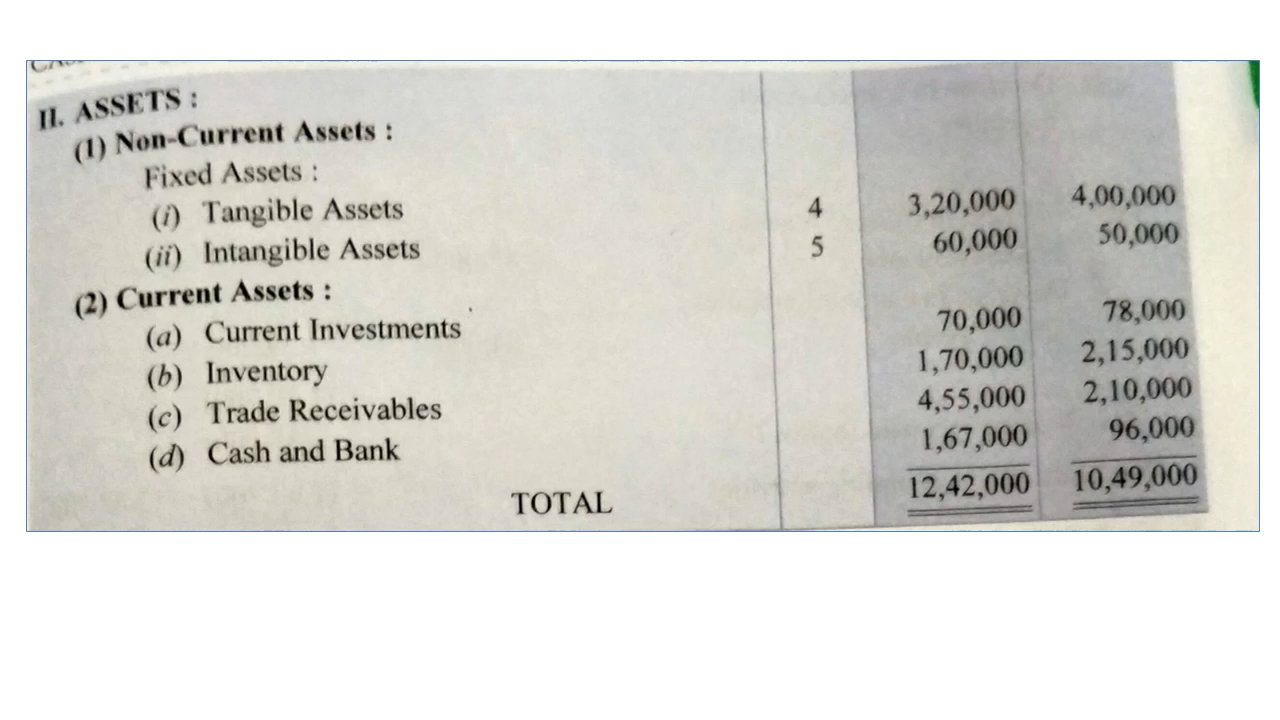 II. ASSETS :
(1) Non-Current Assets :
Fixed Assets :
(i) Tangible Assets 4 3,20,000 4,00,000
(ii) Intangible Assets 5 60,000 50,000
(2) Current Assets :
(a) Current Investments 70,000 78,000
(b) Inventory 1,70,000 2,15,000
(c) Trade Receivables 4,55,000 2,10,000
(d) Cash and Bank 1,67,000 96,000
TOTAL 12,42,000 10,49,000